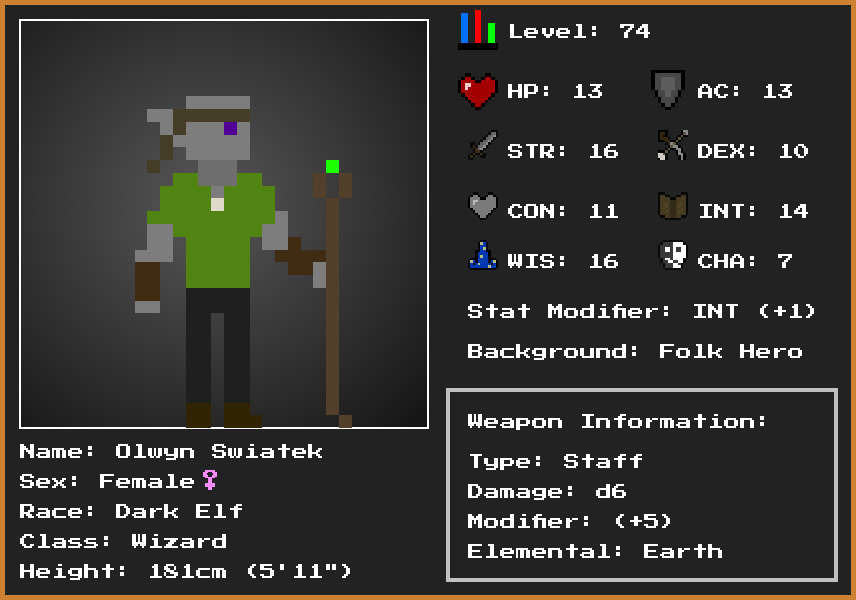 Level: 74
HP: 13 AC: 13
STR: 16 DEX: 10
CON: 11 INT: 14
WIS: 16 CHA: 7
Stat Modifier: INT (+1)
Background: Folk Hero
Weapon Information:
Type: Staff
Damage: d6
Modifier: (+5)
Elemental: Earth
Name: Olwyn Swiatek
Sex: Female♀
Race: Dark Elf
Class: Wizard
Height: 181cm (5'11")